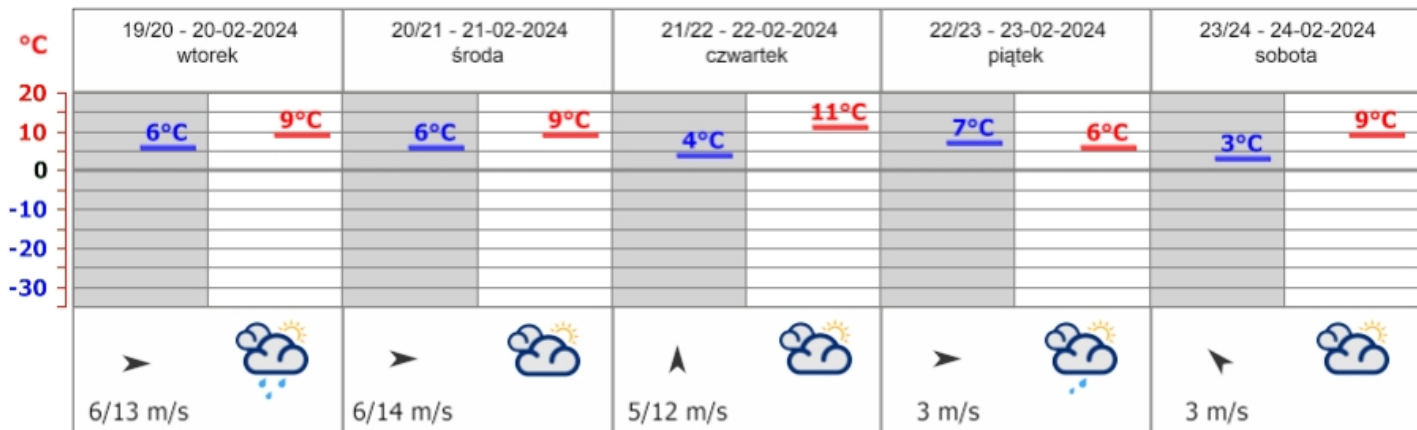 °C
19/20 - 20-02-2024
wtorek
20/21 - 21-02-2024
środa
21/22 - 22-02-2024
czwartek
22/23 - 23-02-2024
piątek
23/24 - 24-02-2024
sobota
20
10
0
-10
-20
-30
6°C
9°C
6°C
9°C
4°C
11°C
7°C
6°C
3°C
9°C
6/13 m/s
6/14 m/s
5/12 m/s
3 m/s
3 m/s